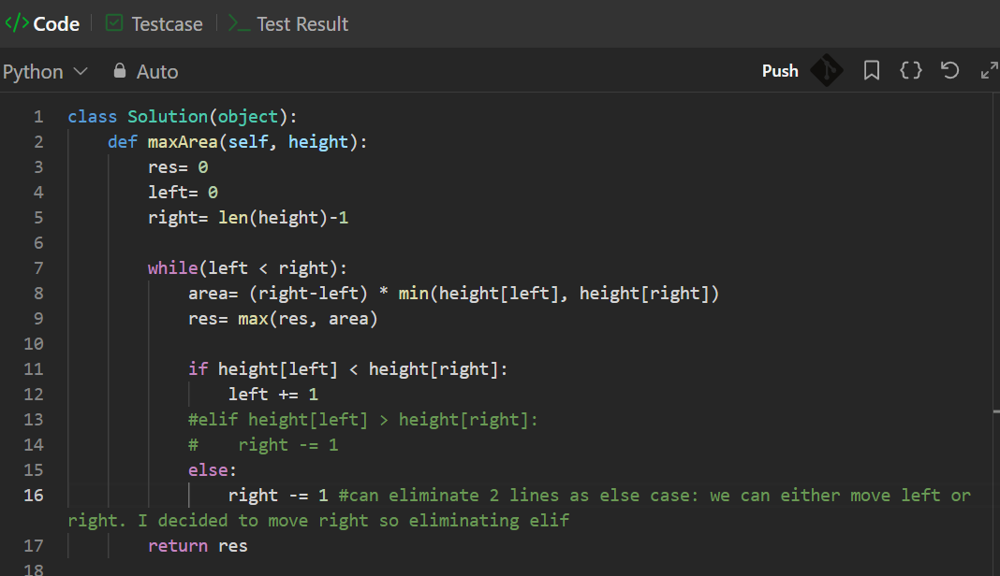 </> Code Testcase >_ Test Result
Python Auto Push {}
1 class Solution(object):
2     def maxArea(self, height):
3         res= 0
4         left= 0
5         right= len(height)-1
6
7         while(left < right):
8             area= (right-left) * min(height[left], height[right])
9             res= max(res, area)
10
11             if height[left] < height[right]:
12                 left += 1
13             #elif height[left] > height[right]:
14             #    right -= 1
15             else:
16                 right -= 1 #can eliminate 2 lines as else case: we can either move left or
right. I decided to move right so eliminating elif
17         return res
18